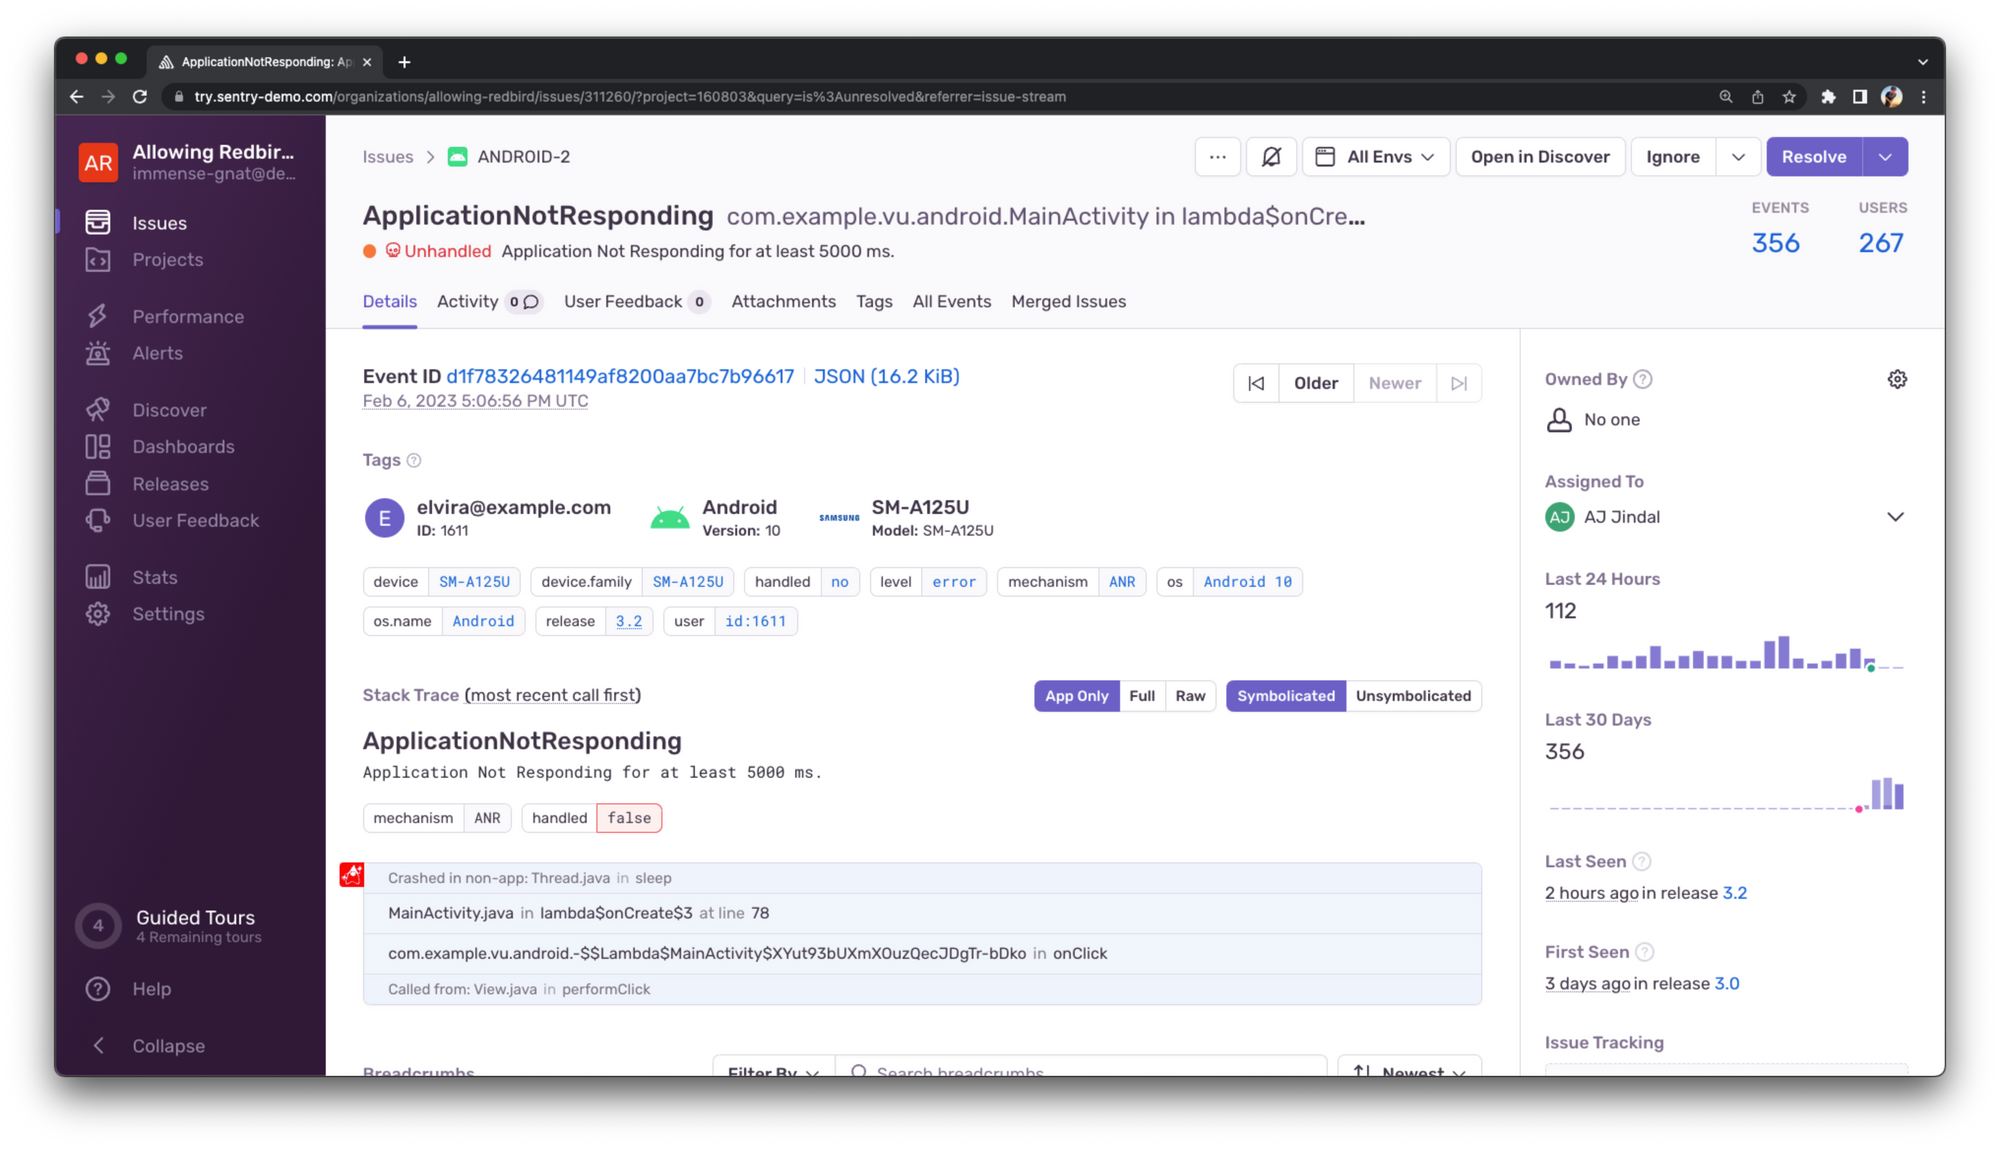 ApplicationNotResponding: Ap
try.sentry-demo.com/organizations/allowing-redbird/issues/311260/?project=160803&query=is%3Aunresolved&referrer=issue-stream
AR
Allowing Redbir...
immense-gnat@de...
Issues
Projects
Performance
Alerts
Discover
Dashboards
Releases
User Feedback
Stats
Settings
4
Guided Tours
4 Remaining tours
Help
Collapse
Issues > ANDROID-2
All Envs
Open in Discover
Ignore
Resolve
ApplicationNotResponding com.example.vu.android.MainActivity in lambda$onCre...
Unhandled Application Not Responding for at least 5000 ms.
EVENTS USERS
356 267
Details Activity 0 User Feedback 0 Attachments Tags All Events Merged Issues
Event ID d1f78326481149af8200aa7bc7b96617 JSON (16.2 KiB)
Feb 6, 2023 5:06:56 PM UTC
Older Newer
Tags ?
E
elvira@example.com
ID: 1611
Android
Version: 10
SAMSUNG
SM-A125U
Model: SM-A125U
device SM-A125U device.family SM-A125U handled no level error mechanism ANR os Android 10
os.name Android release 3.2 user id:1611
Stack Trace (most recent call first)
App Only Full Raw Symbolicated Unsymbolicated
ApplicationNotResponding
Application Not Responding for at least 5000 ms.
mechanism ANR handled false
Crashed in non-app: Thread.java in sleep
MainActivity.java in lambda$onCreate$3 at line 78
com.example.vu.android.-$$Lambda$MainActivity$XYut93bUXmXOuzQecJDgTr-bDko in onClick
Called from: View.java in performClick
Breadcrumbs Filter By Search breadcrumbs Newest
Owned By ?
No one
Assigned To
AJ AJ Jindal
Last 24 Hours
112
Last 30 Days
356
Last Seen ?
2 hours ago in release 3.2
First Seen ?
3 days ago in release 3.0
Issue Tracking